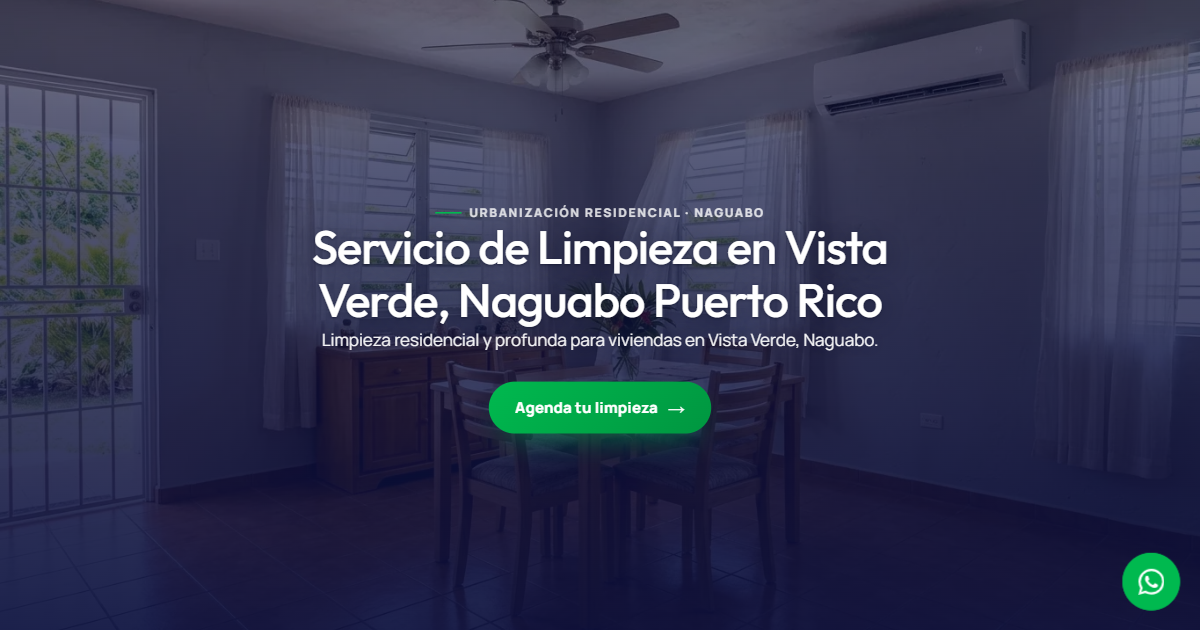 URBANIZACIÓN RESIDENCIAL · NAGUABO
Servicio de Limpieza en Vista
Verde, Naguabo Puerto Rico
Limpieza residencial y profunda para viviendas en Vista Verde, Naguabo.
Agenda tu limpieza →